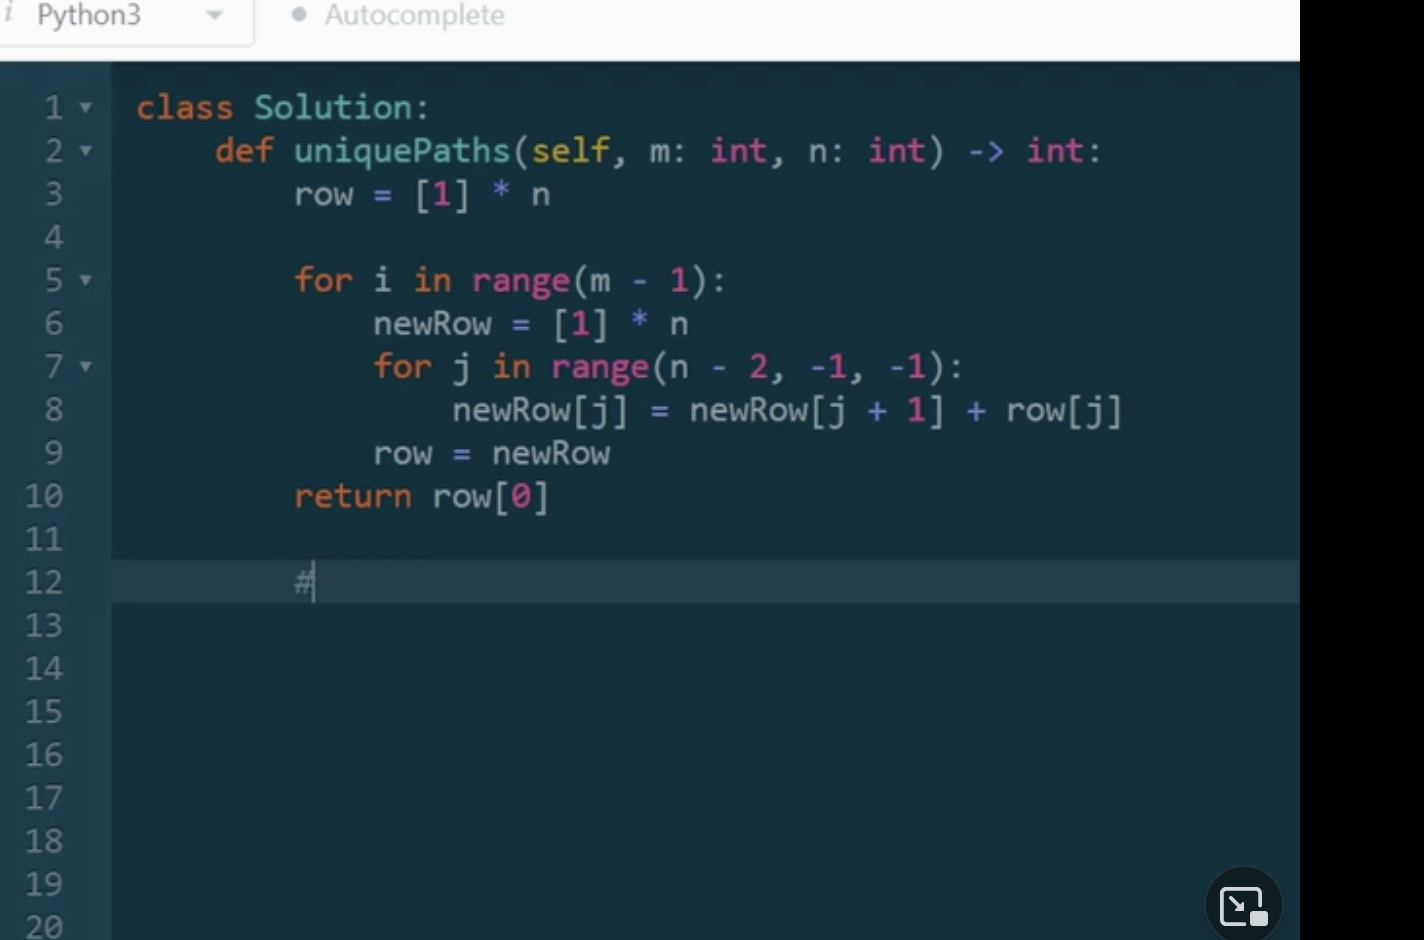 i Python3 Autocomplete
1 class Solution:
2 def uniquePaths(self, m: int, n: int) -> int:
3 row = [1] * n
4
5 for i in range(m - 1):
6 newRow = [1] * n
7 for j in range(n - 2, -1, -1):
8 newRow[j] = newRow[j + 1] + row[j]
9 row = newRow
10 return row[0]
11
12 #
13
14
15
16
17
18
19
20